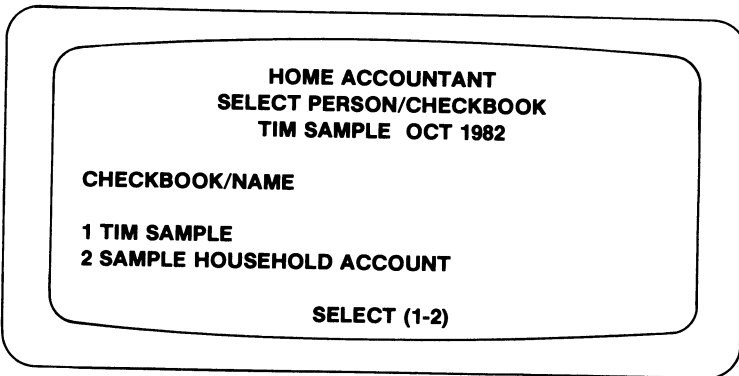 HOME ACCOUNTANT
SELECT PERSON/CHECKBOOK
TIM SAMPLE OCT 1982
CHECKBOOK/NAME
1 TIM SAMPLE
2 SAMPLE HOUSEHOLD ACCOUNT
SELECT (1-2)